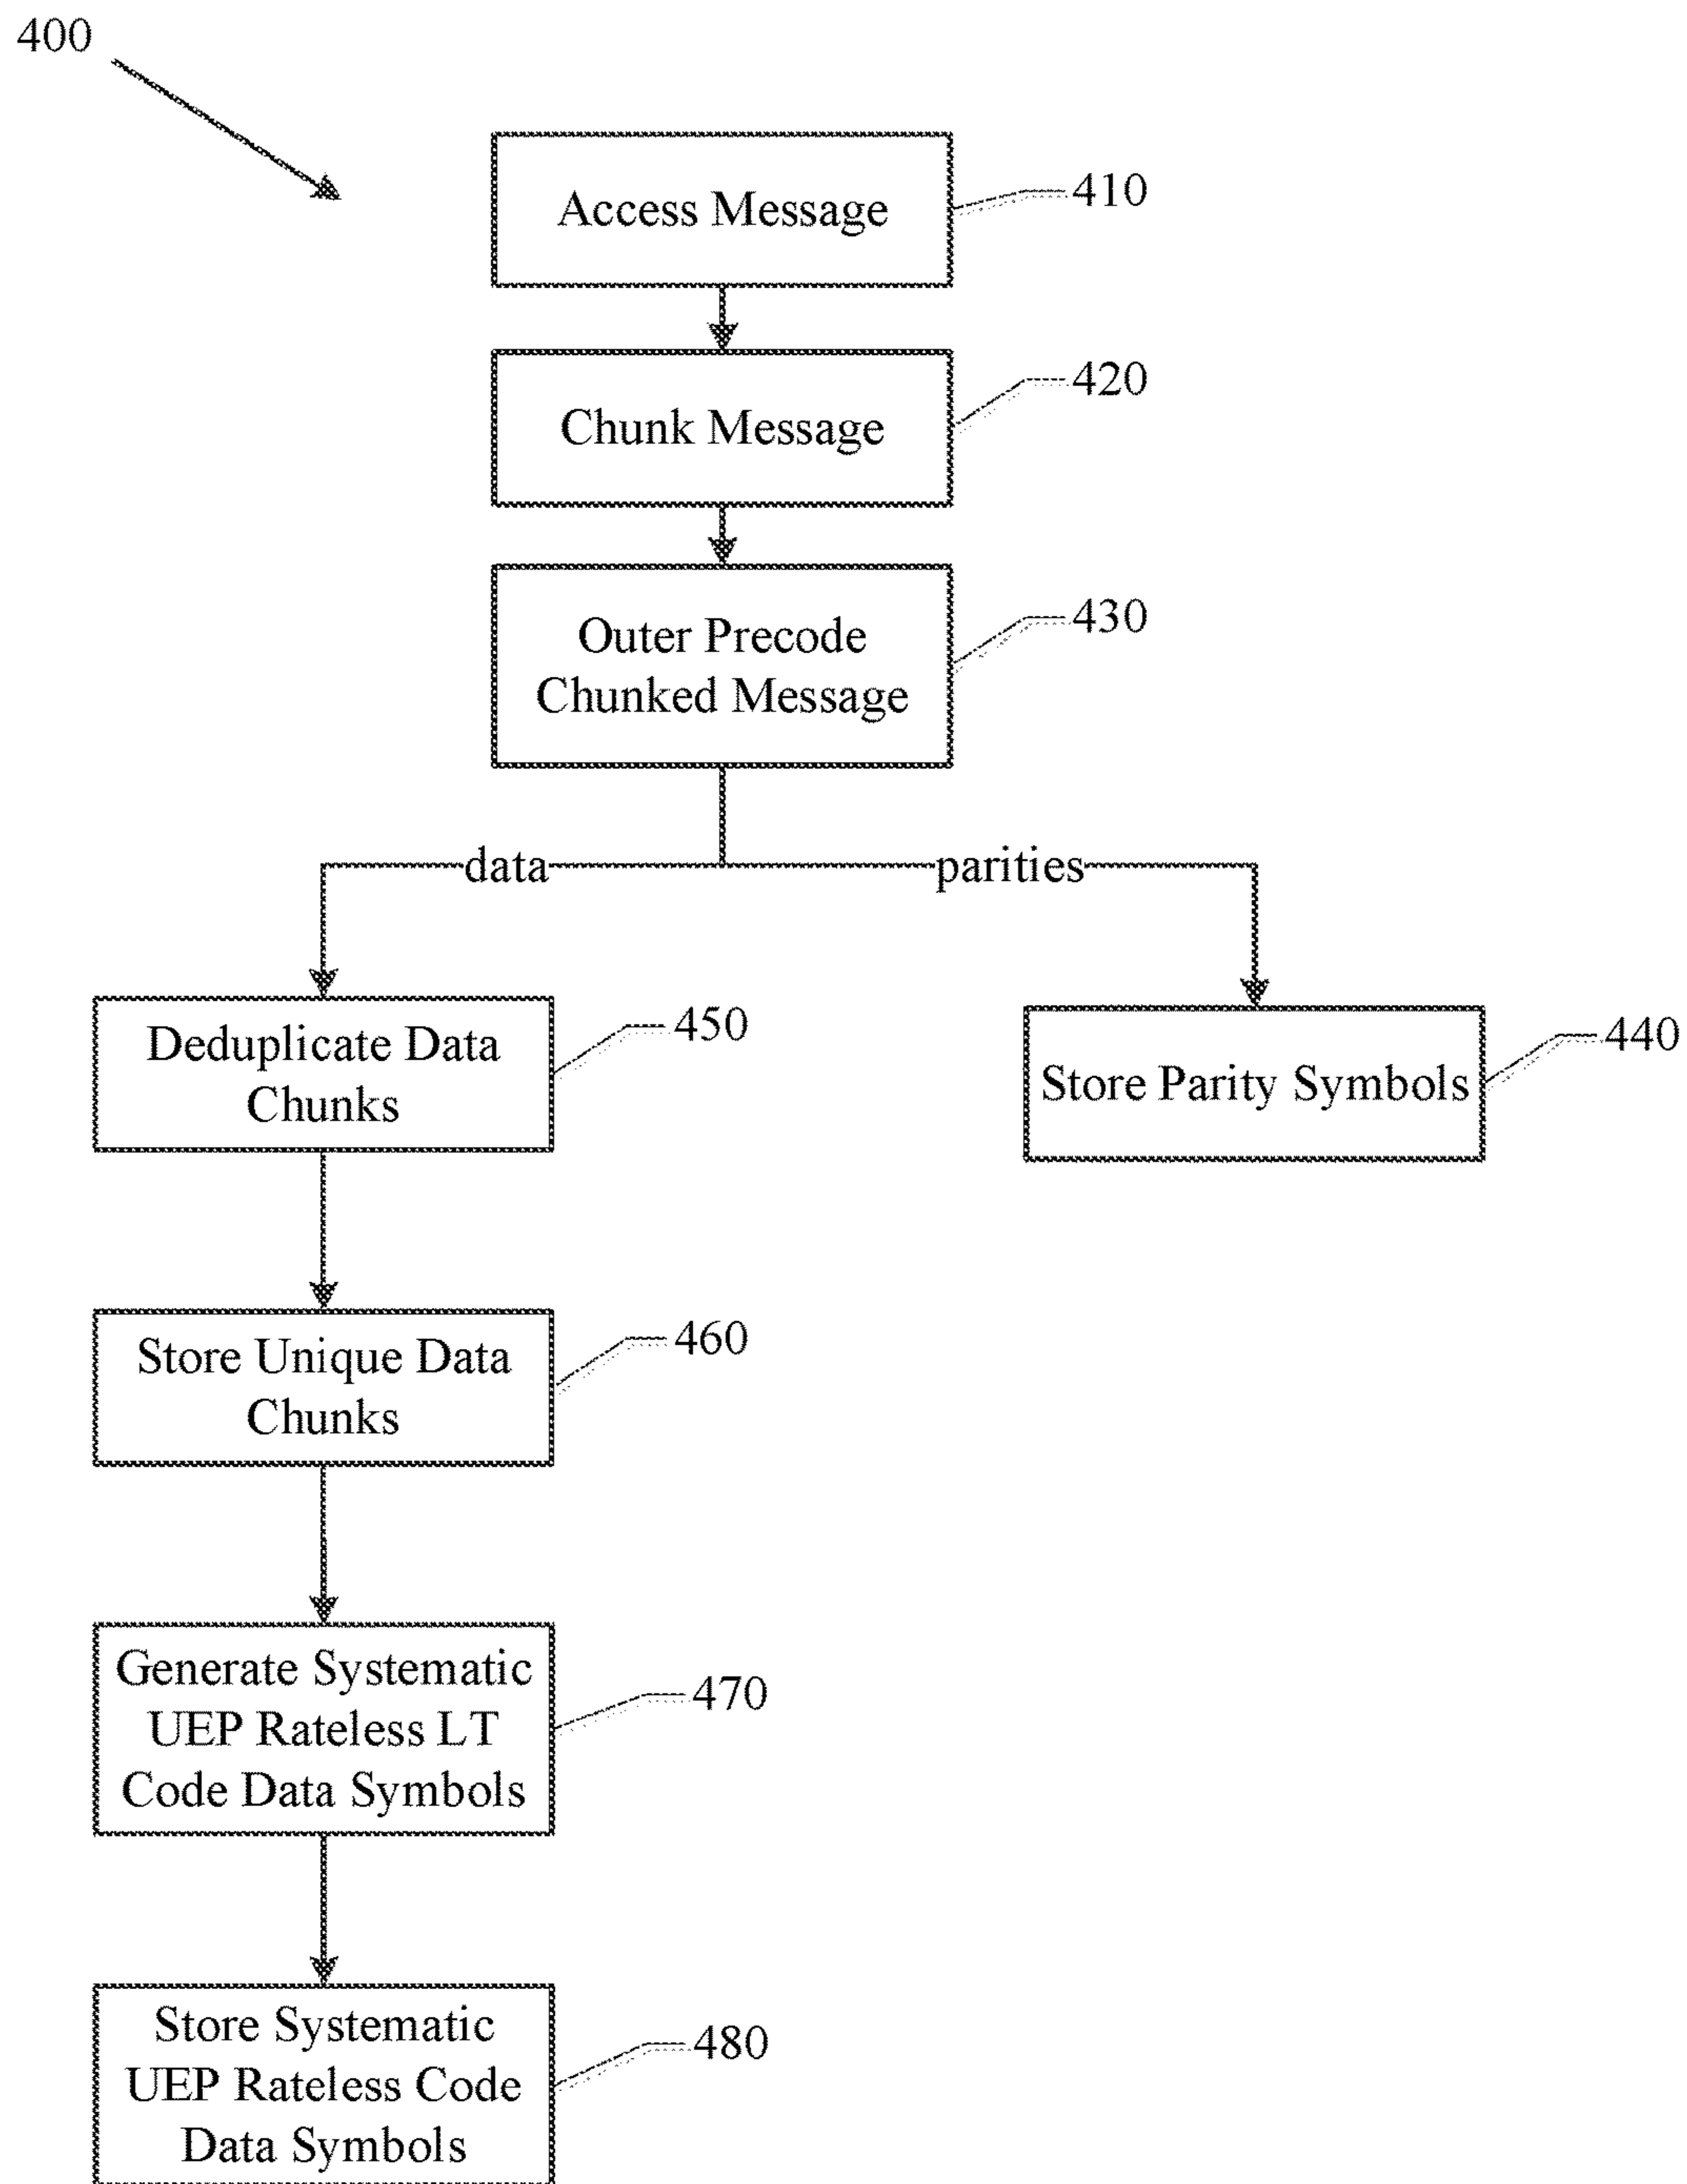 400
Access Message
410
Chunk Message
420
Outer Precode
Chunked Message
430
data
parities
Deduplicate Data
Chunks
450
Store Parity Symbols
440
Store Unique Data
Chunks
460
Generate Systematic
UEP Rateless LT
Code Data Symbols
470
Store Systematic
UEP Rateless Code
Data Symbols
480